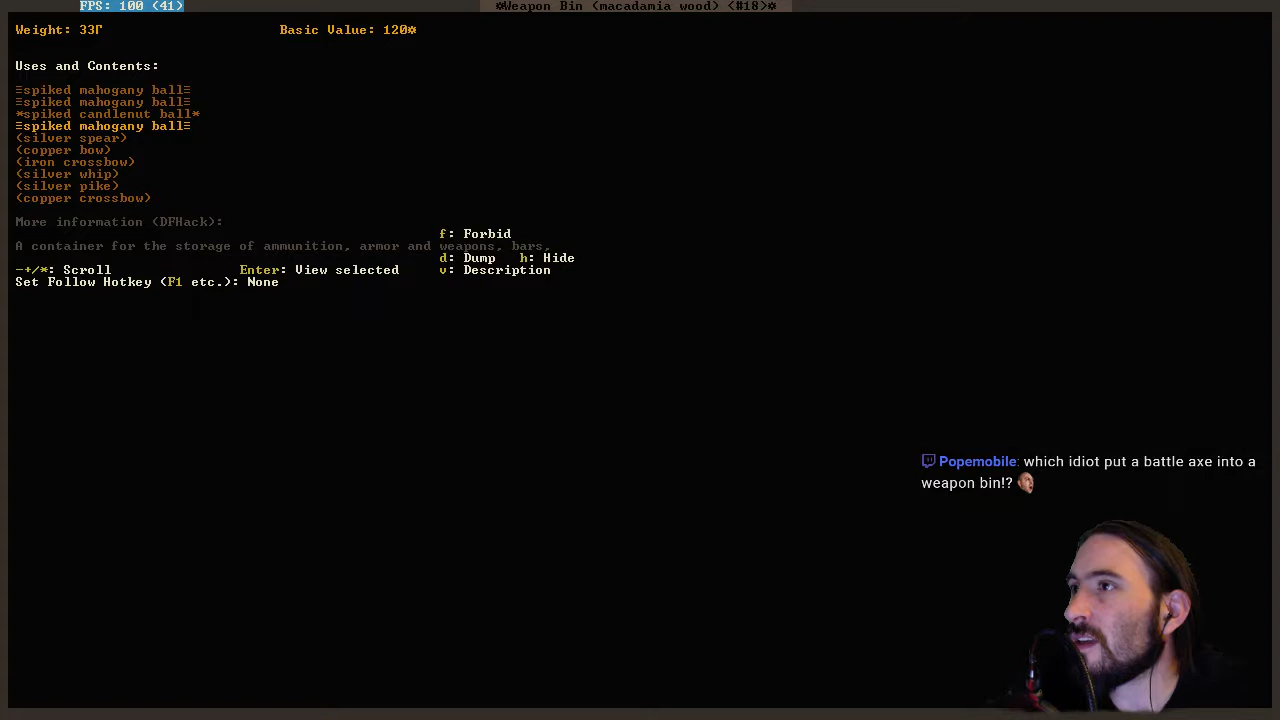 FPS: 100 (41)
☼Weapon Bin (macadamia wood) (#18)☼
Weight: 33Γ
Basic Value: 120☼
Uses and Contents:
≡spiked mahogany ball≡
≡spiked mahogany ball≡
*spiked candlenut ball*
≡spiked mahogany ball≡
(silver spear)
(copper bow)
(iron crossbow)
(silver whip)
(silver pike)
(copper crossbow)
More information (DFHack):
f: Forbid
A container for the storage of ammunition, armor and weapons, bars,
d: Dump h: Hide
-+/*: Scroll
Enter: View selected
v: Description
Set Follow Hotkey (F1 etc.): None
Popemobile: which idiot put a battle axe into a
weapon bin!?